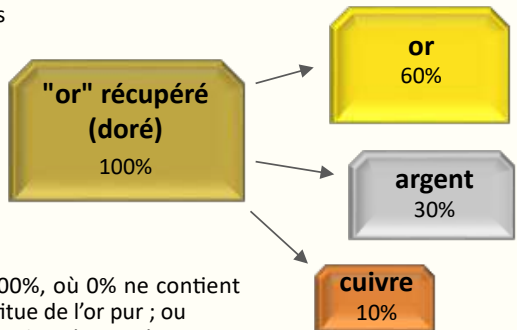 s
"or" récupéré
(doré)
100%
or
60%
argent
30%
cuivre
10%
00%, où 0% ne contient
titue de l'or pur ; ou